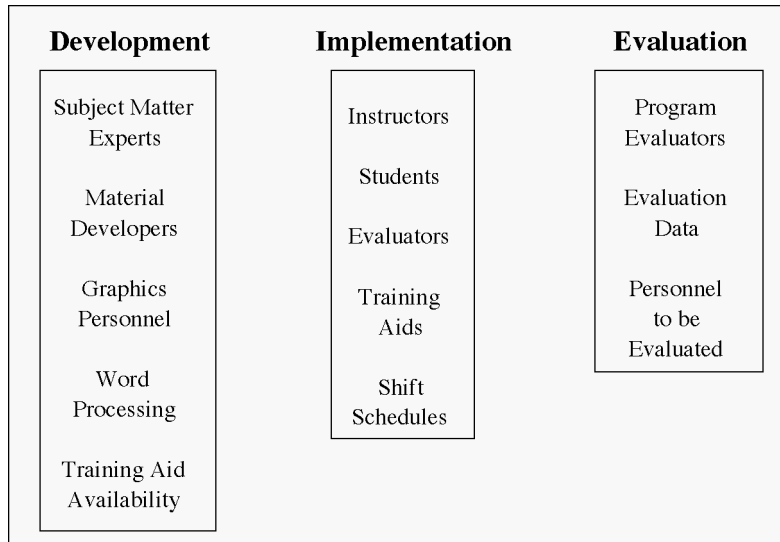 Development
Subject Matter
Experts
Material
Developers
Graphics
Personnel
Word
Processing
Training Aid
Availability
Implementation
Instructors
Students
Evaluators
Training
Aids
Shift
Schedules
Evaluation
Program
Evaluators
Evaluation
Data
Personnel
to be
Evaluated